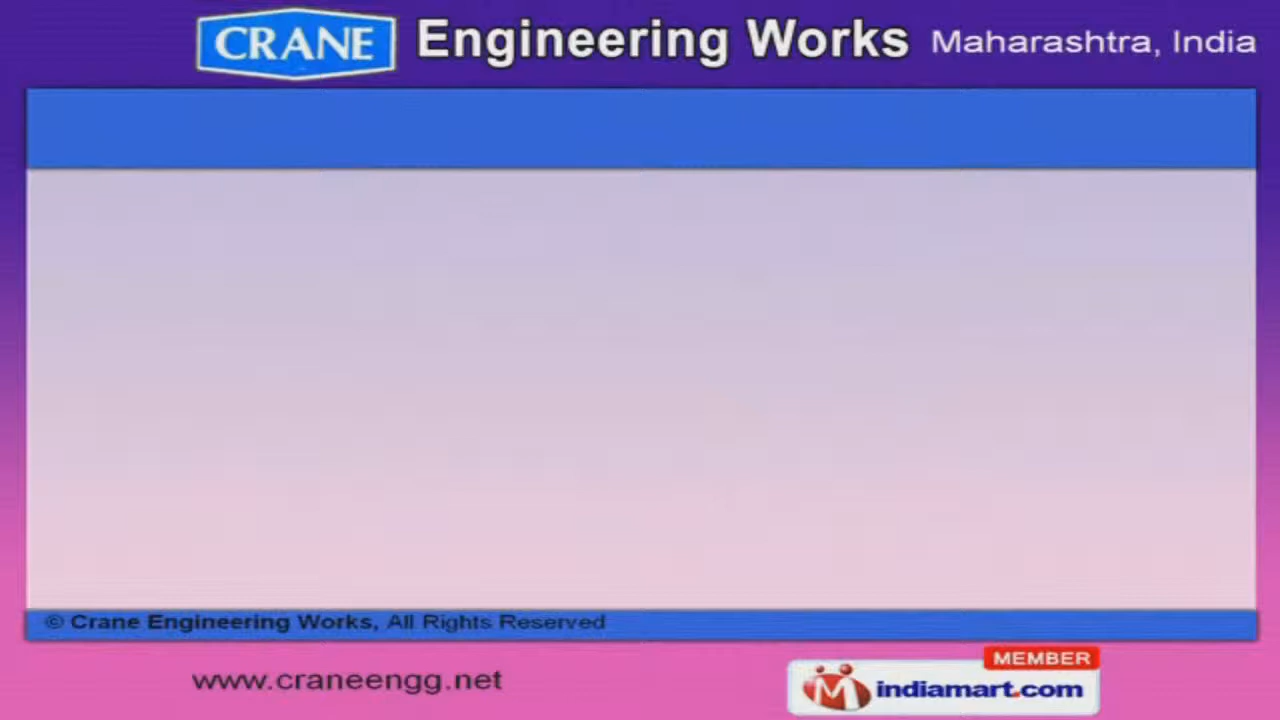 CRANE Engineering Works Maharashtra, India
© Crane Engineering Works, All Rights Reserved
www.craneengg.net
MEMBER
indiamart.com